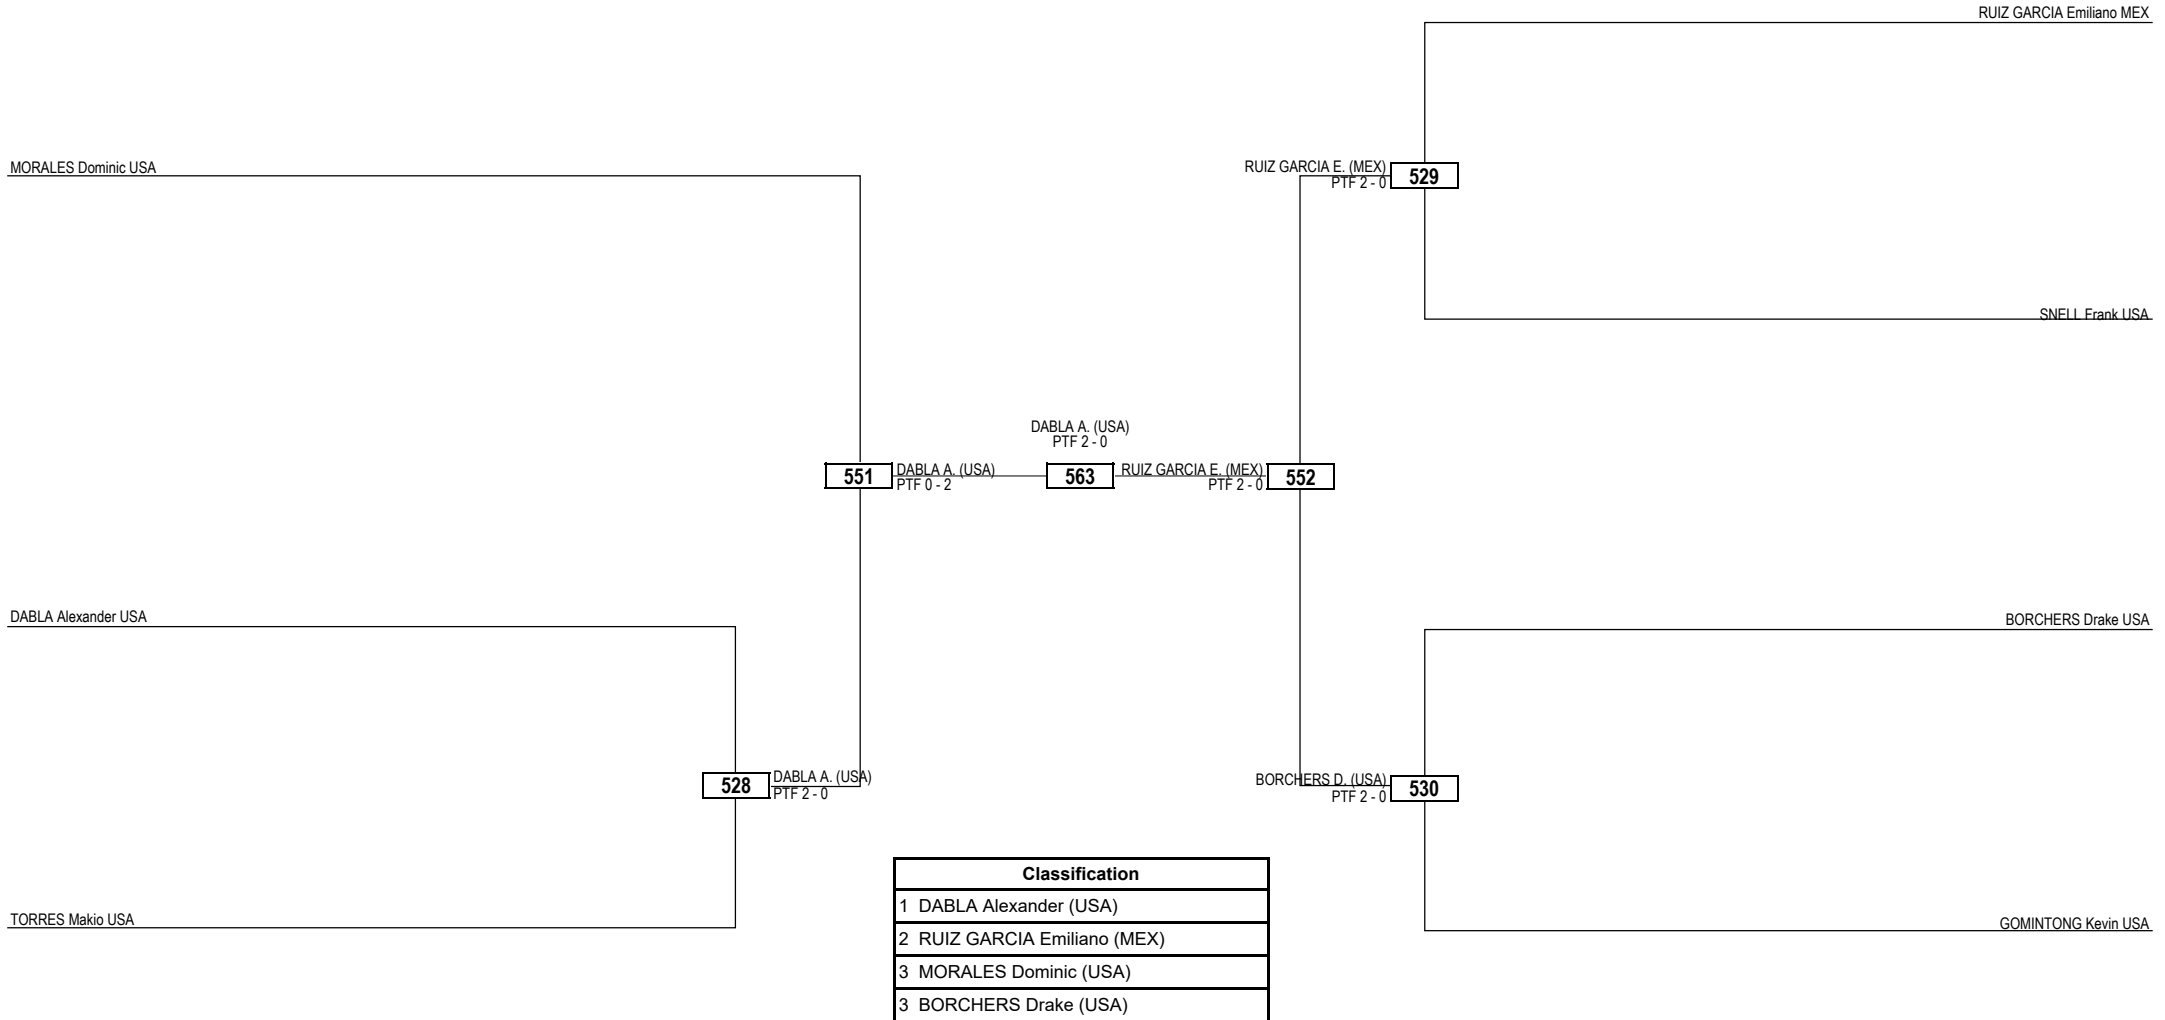 RUIZ GARCIA Emiliano MEX
MORALES Dominic USA
RUIZ GARCIA E. (MEX)
PTF 2 - 0
529
SNELL Frank USA
DABLA A. (USA)
PTF 2 - 0
551
DABLA A. (USA)
PTF 0 - 2
563
RUIZ GARCIA E. (MEX)
PTF 2 - 0
552
DABLA Alexander USA
BORCHERS Drake USA
528
DABLA A. (USA)
PTF 2 - 0
BORCHERS D. (USA)
PTF 2 - 0
530
TORRES Makio USA
GOMINTONG Kevin USA
Classification
1 DABLA Alexander (USA)
2 RUIZ GARCIA Emiliano (MEX)
3 MORALES Dominic (USA)
3 BORCHERS Drake (USA)